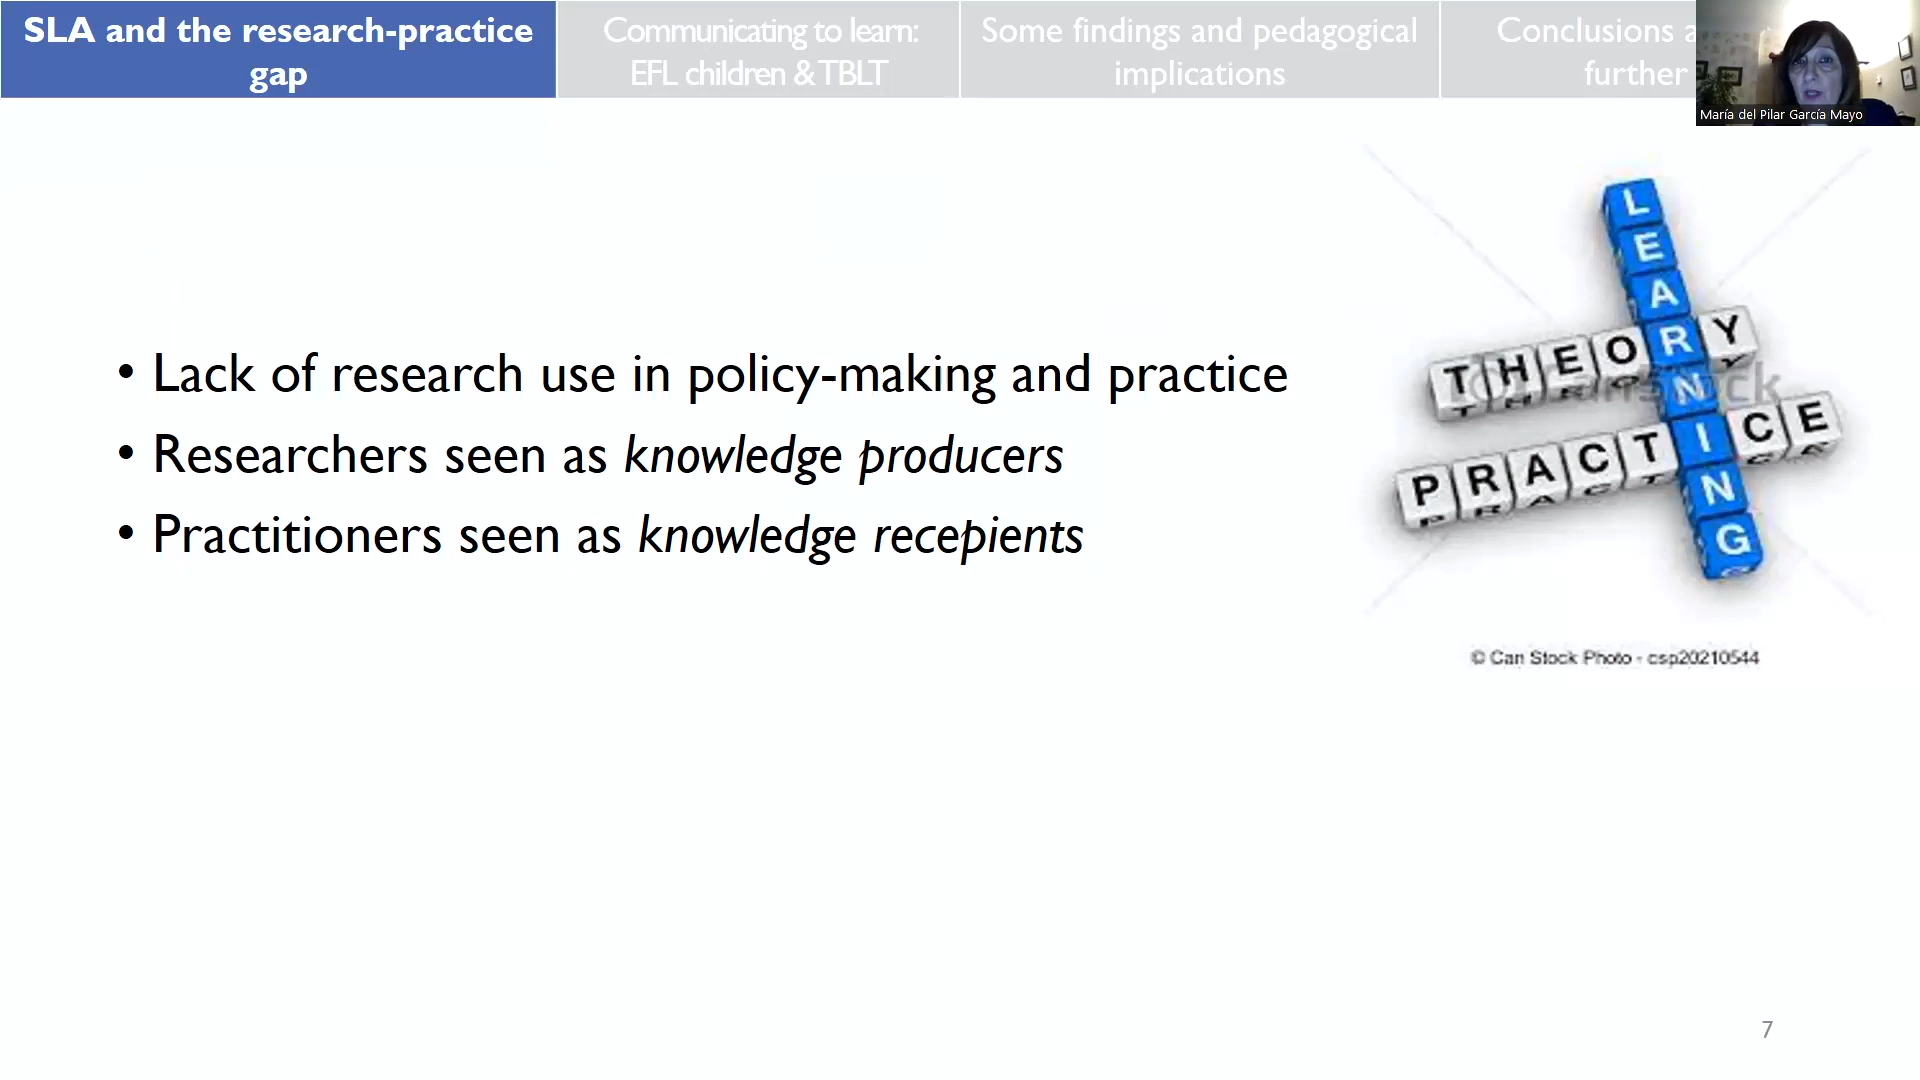 SLA and the research-practice
gap
Communicating to learn:
EFL children & TBLT
Some findings and pedagogical
implications
Conclusions
further
María del Pilar García Mayo
LEARNING
THEORY
PRACTICE
• Lack of research use in policy-making and practice
• Researchers seen as knowledge producers
• Practitioners seen as knowledge recepients
© Can Stock Photo - csp20210544
7